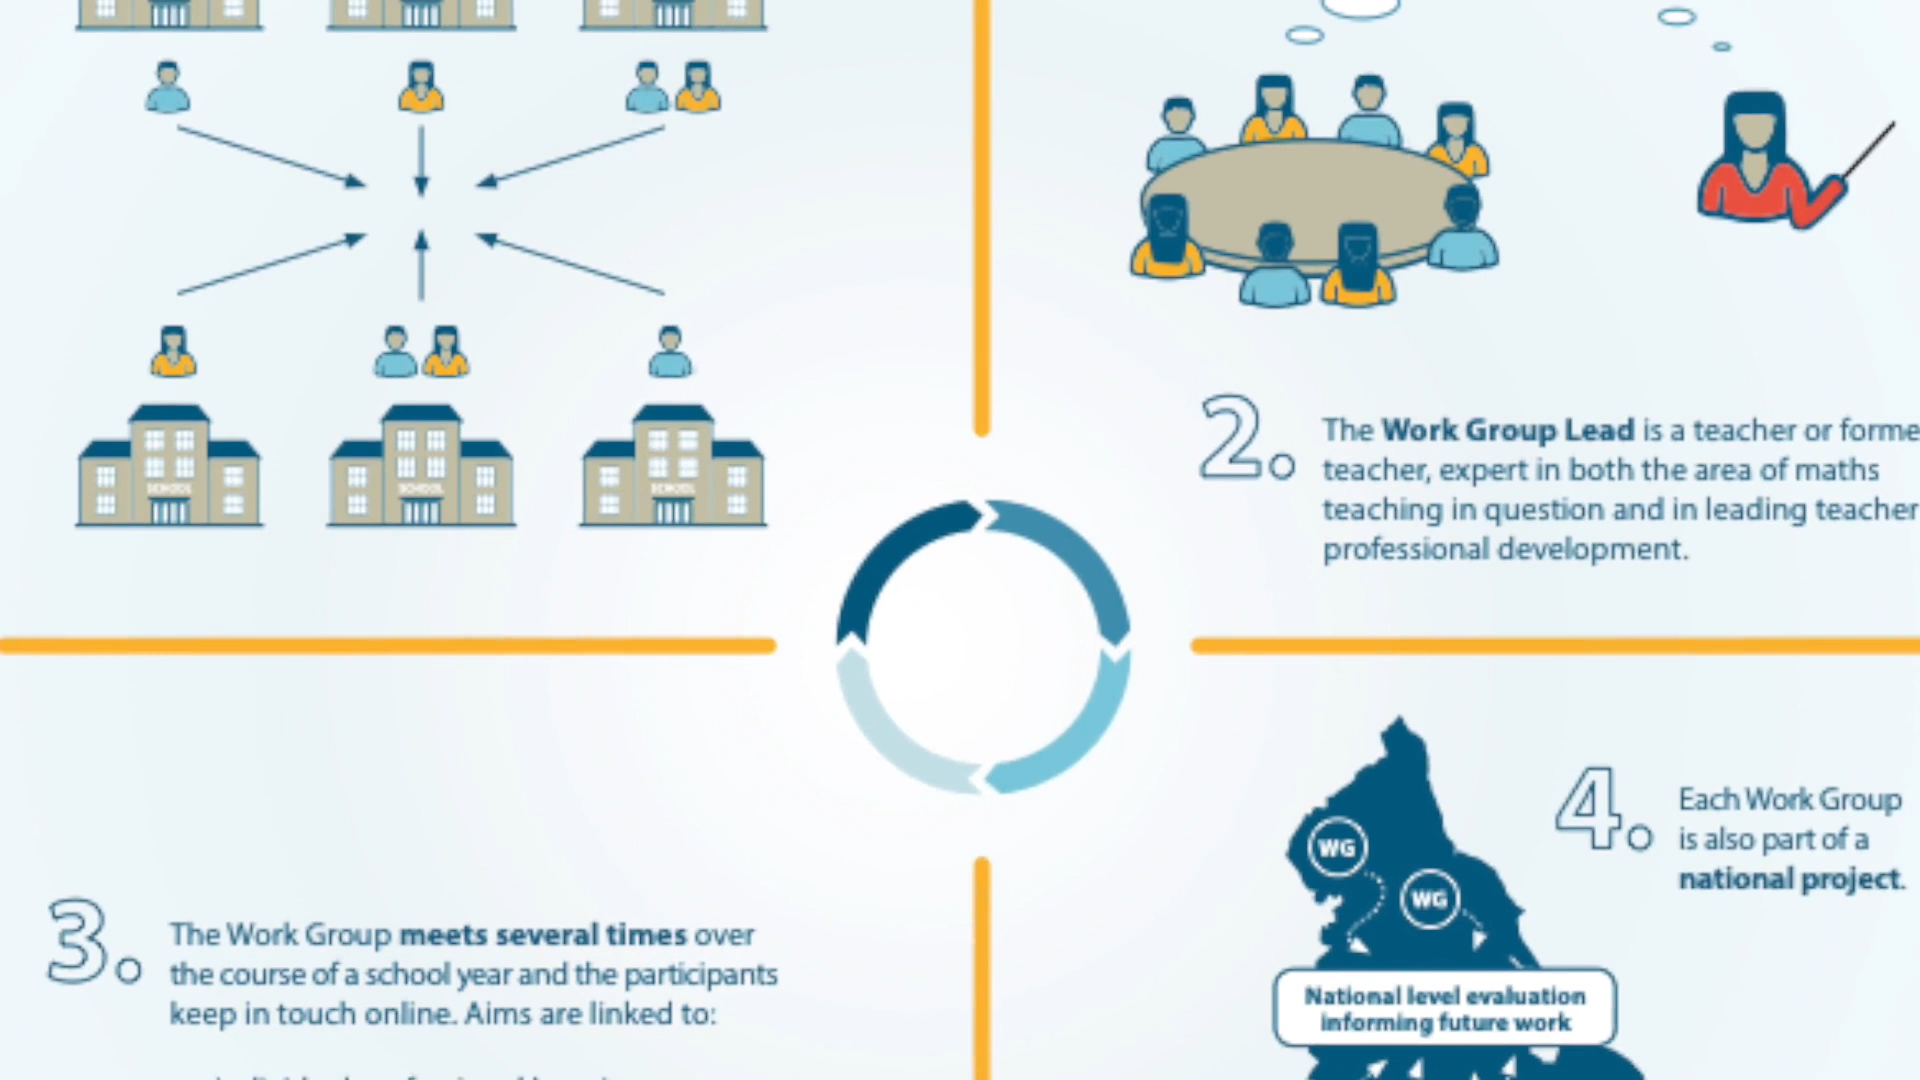 SCHOOL
SCHOOL
SCHOOL
2.
The Work Group Lead is a teacher or forme
teacher, expert in both the area of maths
teaching in question and in leading teacher
professional development.
3.
The Work Group meets several times over
the course of a school year and the participants
keep in touch online. Aims are linked to:
4.
Each Work Group
is also part of a
national project.
WG
WG
National level evaluation
informing future work